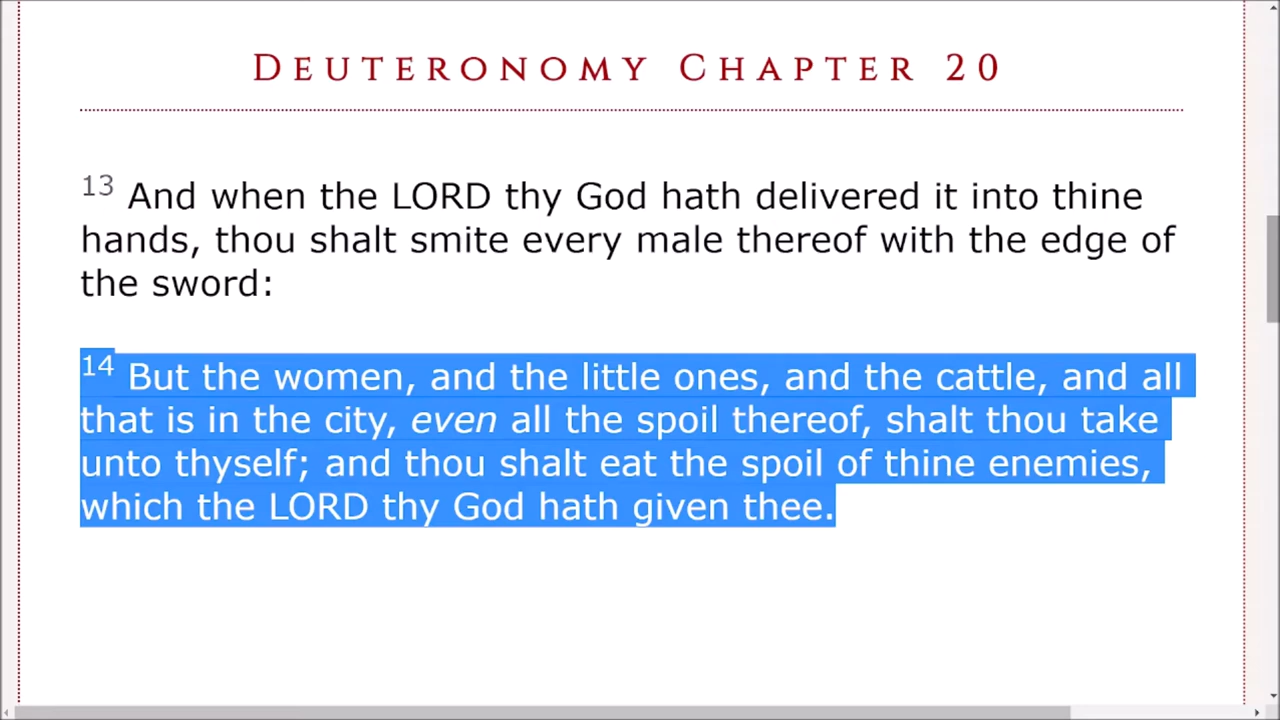 Deuteronomy Chapter 20
13 And when the LORD thy God hath delivered it into thine
hands, thou shalt smite every male thereof with the edge of
the sword:
14 But the women, and the little ones, and the cattle, and all
that is in the city, even all the spoil thereof, shalt thou take
unto thyself; and thou shalt eat the spoil of thine enemies,
which the LORD thy God hath given thee.